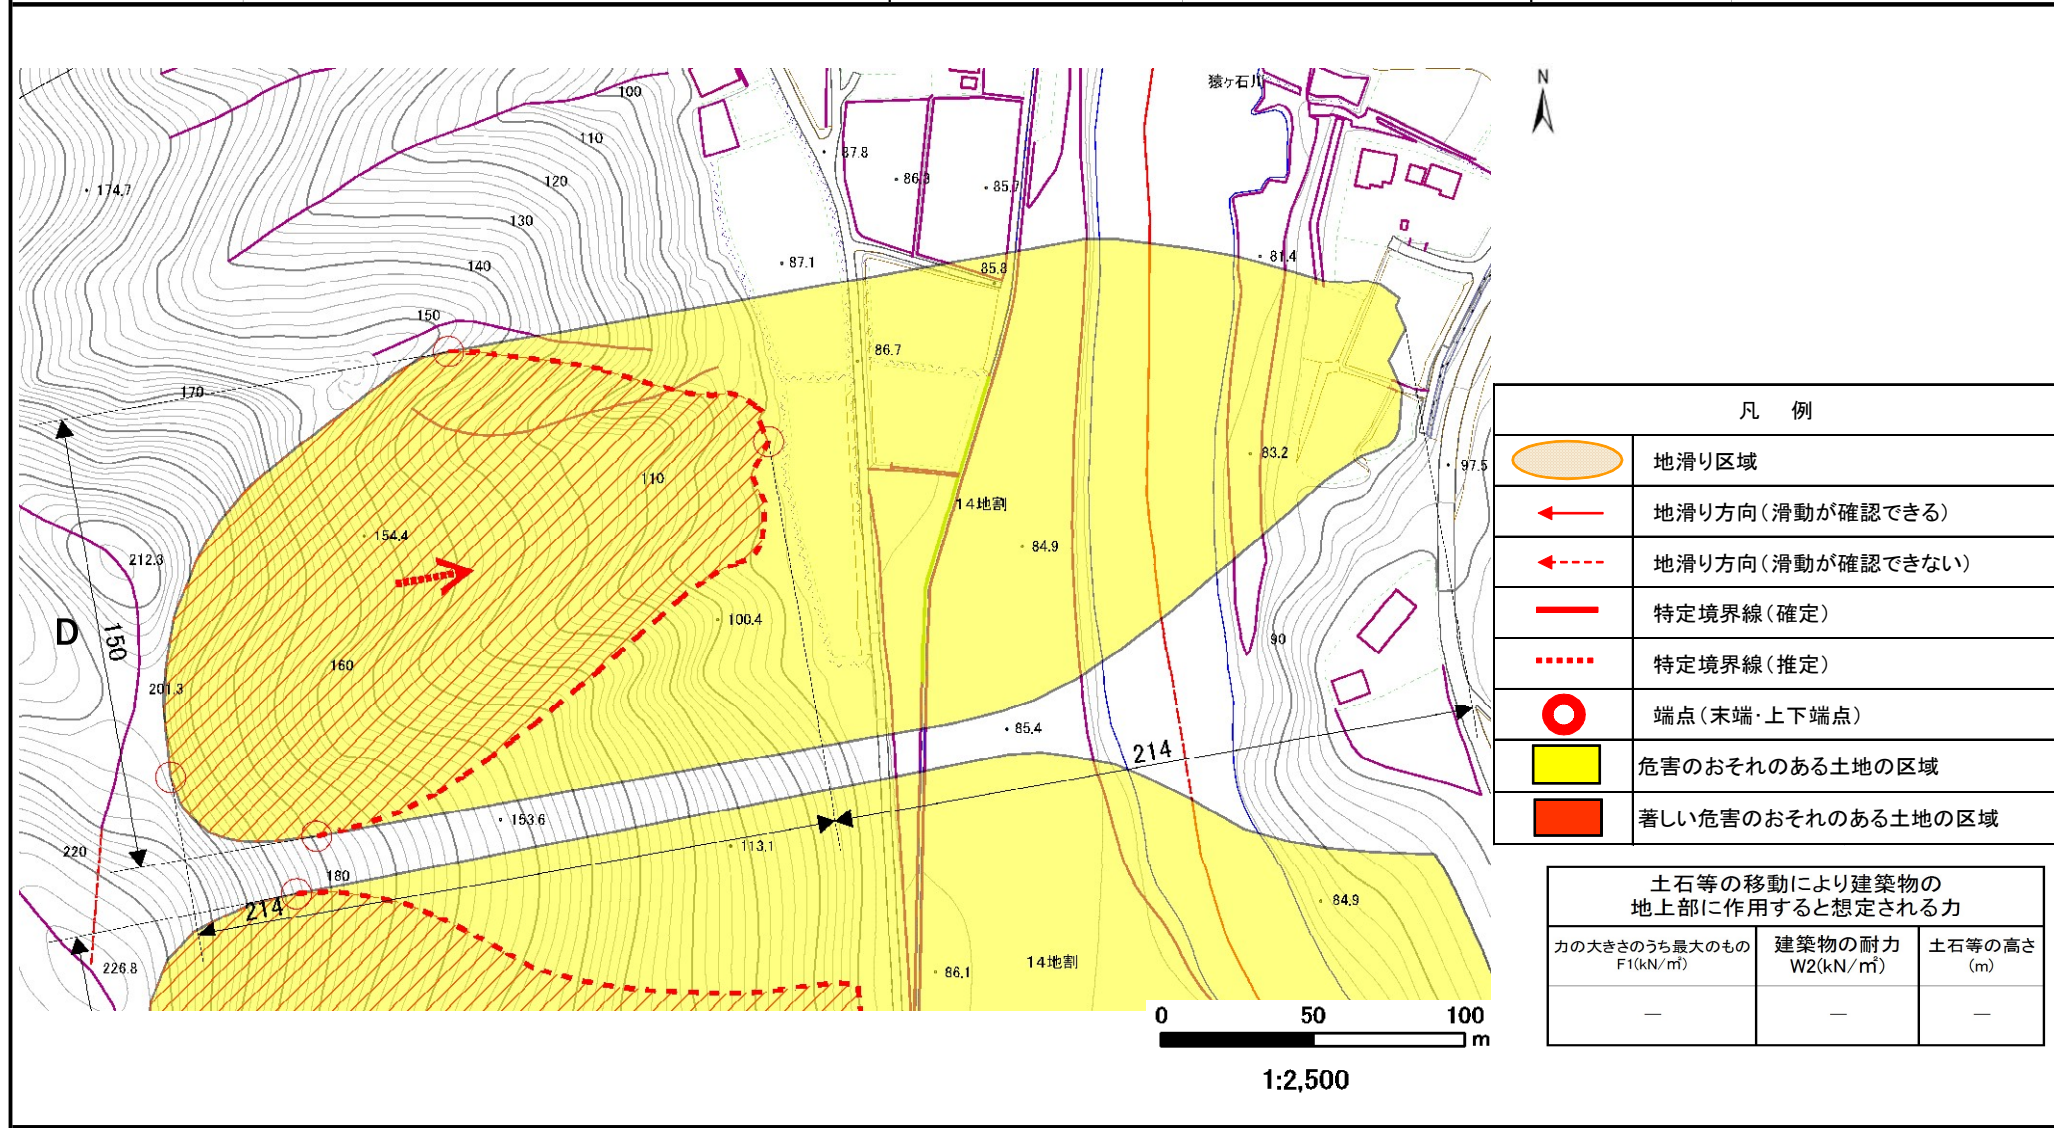 猿ヶ石川
N
100
110
87.8
174.7
120
86.3
85.7
130
140
87.1
81.4
85.8
150
86.7
170
110
83.2
97.5
14地割
154.4
84.9
212.3
D
150
100.4
90
160
201.3
85.4
214
153.6
113.1
220
180
214
84.9
226.8
86.1
14地割
0 50 100
m
1:2,500
凡 例
地滑り区域
地滑り方向(滑動が確認できる)
地滑り方向(滑動が確認できない)
特定境界線(確定)
特定境界線(推定)
端点(末端・上下端点)
危害のおそれのある土地の区域
著しい危害のおそれのある土地の区域
土石等の移動により建築物の
地上部に作用すると想定される力
力の大きさのうち最大のもの
F1(kN/㎡)
建築物の耐力
W2(kN/㎡)
土石等の高さ
(m)
― ― ―